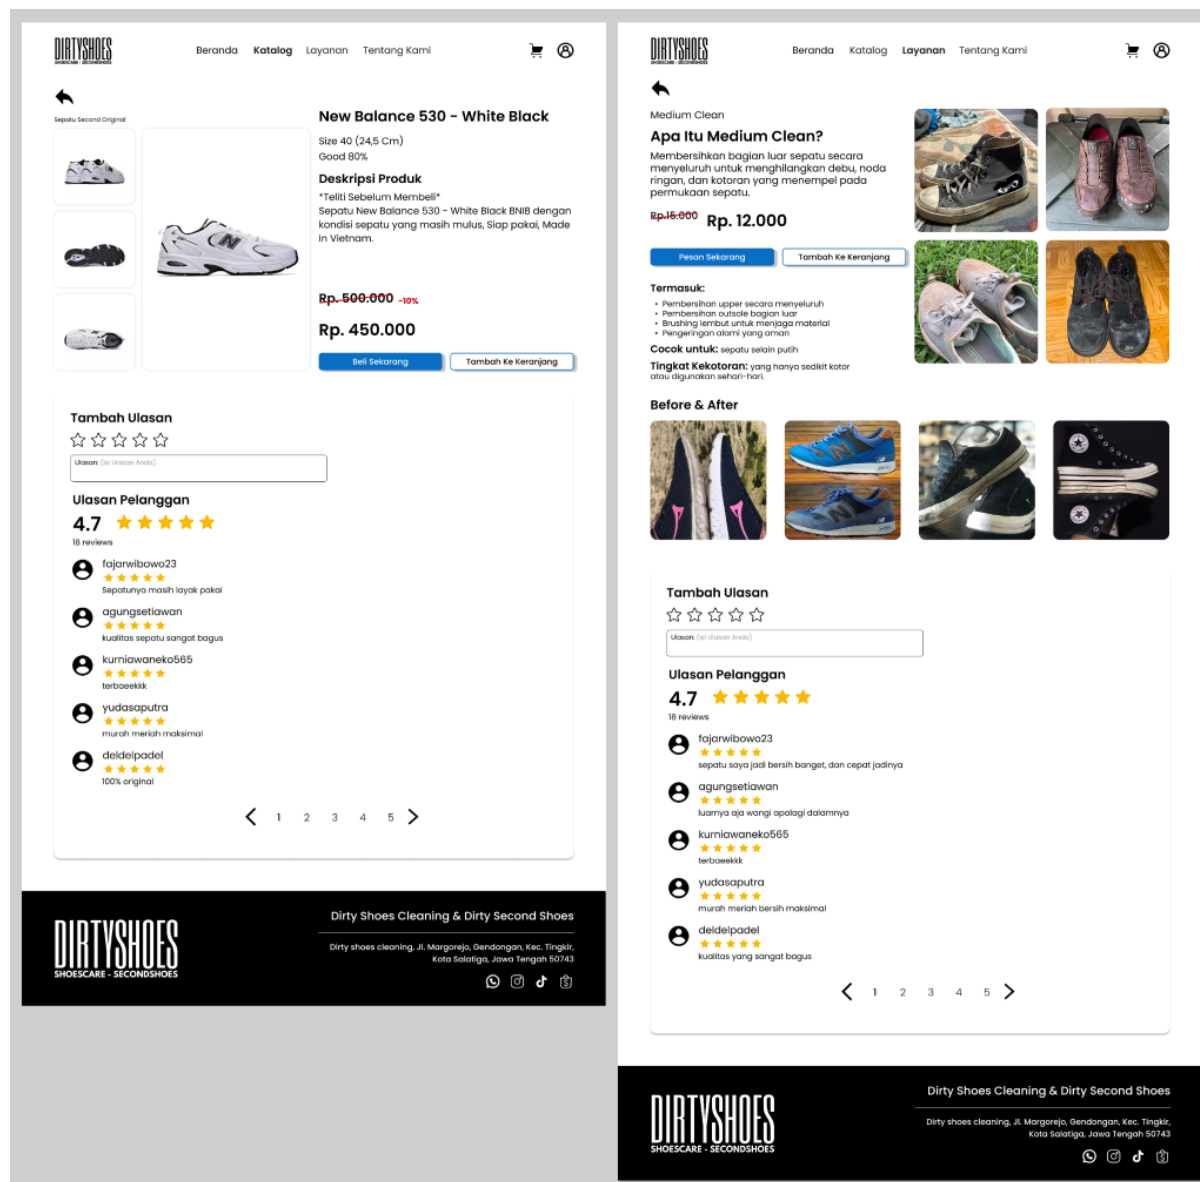 DIRTYSHOES
SHOESCARE - SECONDSHOES
Beranda Katalog Layanan Tentang Kami
Sepatu Second Original
New Balance 530 - White Black
Size 40 (24,5 Cm)
Good 80%
Deskripsi Produk
*Teliti Sebelum Membeli*
Sepatu New Balance 530 - White Black BNIB dengan
kondisi sepatu yang masih mulus, Siap pakai, Made
In Vietnam.
Rp. 500.000 -10%
Rp. 450.000
Beli Sekarang Tambah Ke Keranjang
Tambah Ulasan
Ulasan: (Isi Ulasan Anda)
Ulasan Pelanggan
4.7
18 reviews
fajarwibowo23
Sepatunya masih layak pakai
agungsetiawan
kualitas sepatu sangat bagus
kurniawaneko565
terbaeekkk
yudasaputra
murah meriah maksimal
deldelpadel
100% original
1 2 3 4 5
DIRTYSHOES
SHOESCARE - SECONDSHOES
Dirty Shoes Cleaning & Dirty Second Shoes
Dirty shoes cleaning, Jl. Margorejo, Gendongan, Kec. Tingkir,
Kota Salatiga, Jawa Tengah 50743
DIRTYSHOES
SHOESCARE - SECONDSHOES
Beranda Katalog Layanan Tentang Kami
Medium Clean
Apa Itu Medium Clean?
Membersihkan bagian luar sepatu secara
menyeluruh untuk menghilangkan debu, noda
ringan, dan kotoran yang menempel pada
permukaan sepatu.
Rp.15.000 Rp. 12.000
Pesan Sekarang Tambah Ke Keranjang
Termasuk:
• Pembersihan upper secara menyeluruh
• Pembersihan outsole bagian luar
• Brushing lembut untuk menjaga material
• Pengeringan alami yang aman
Cocok untuk: sepatu selain putih
Tingkat Kekotoran: yang hanya sedikit kotor
atau digunakan sehari-hari.
Before & After
Tambah Ulasan
Ulasan: (Isi Ulasan Anda)
Ulasan Pelanggan
4.7
18 reviews
fajarwibowo23
sepatu saya jadi bersih banget, dan cepat jadinya
agungsetiawan
luarnya aja wangi apalagi dalamnya
kurniawaneko565
terbaeekkk
yudasaputra
murah meriah bersih maksimal
deldelpadel
kualitas yang sangat bagus
1 2 3 4 5
DIRTYSHOES
SHOESCARE - SECONDSHOES
Dirty Shoes Cleaning & Dirty Second Shoes
Dirty shoes cleaning, Jl. Margorejo, Gendongan, Kec. Tingkir,
Kota Salatiga, Jawa Tengah 50743